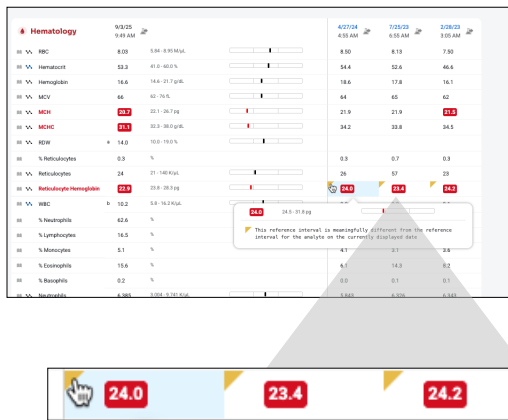 Hematology 9/3/25 9:49 AM 4/27/24 4:55 AM 7/25/23 6:55 AM 2/28/23 3:05 AM
RBC 8.03 5.84 - 8.95 M/µL 8.50 8.13 7.50
Hematocrit 53.3 41.0 - 60.0 % 54.4 52.6 46.6
Hemoglobin 16.6 14.6 - 21.7 g/dL 18.6 17.8 16.1
MCV 66 62 - 76 fL 64 65 62
MCH 20.7 22.1 - 26.7 pg 21.9 21.9 21.5
MCHC 31.1 32.3 - 38.0 g/dL 34.2 33.8 34.5
RDW a 14.0 10.0 - 19.0 %
% Reticulocytes 0.3 % 0.3 0.7 0.3
Reticulocytes 24 21 - 140 K/µL 26 57 23
Reticulocyte Hemoglobin 22.9 23.8 - 28.3 pg 24.0 23.4 24.2
WBC b 10.2 5.8 - 16.2 K/µL
24.0 24.5 - 31.8 pg
This reference interval is meaningfully different from the reference
interval for the analyte on the currently displayed date
% Neutrophils 62.6 %
% Lymphocytes 16.5 %
% Monocytes 5.1 % 4.1 3.1 3.6
% Eosinophils 15.6 % 6.1 14.3 8.2
% Basophils 0.2 % 0.0 0.1 0.1
Neutrophils 6.385 3.004 - 9.741 K/µL 5.843 6.326 6.343
24.0 23.4 24.2